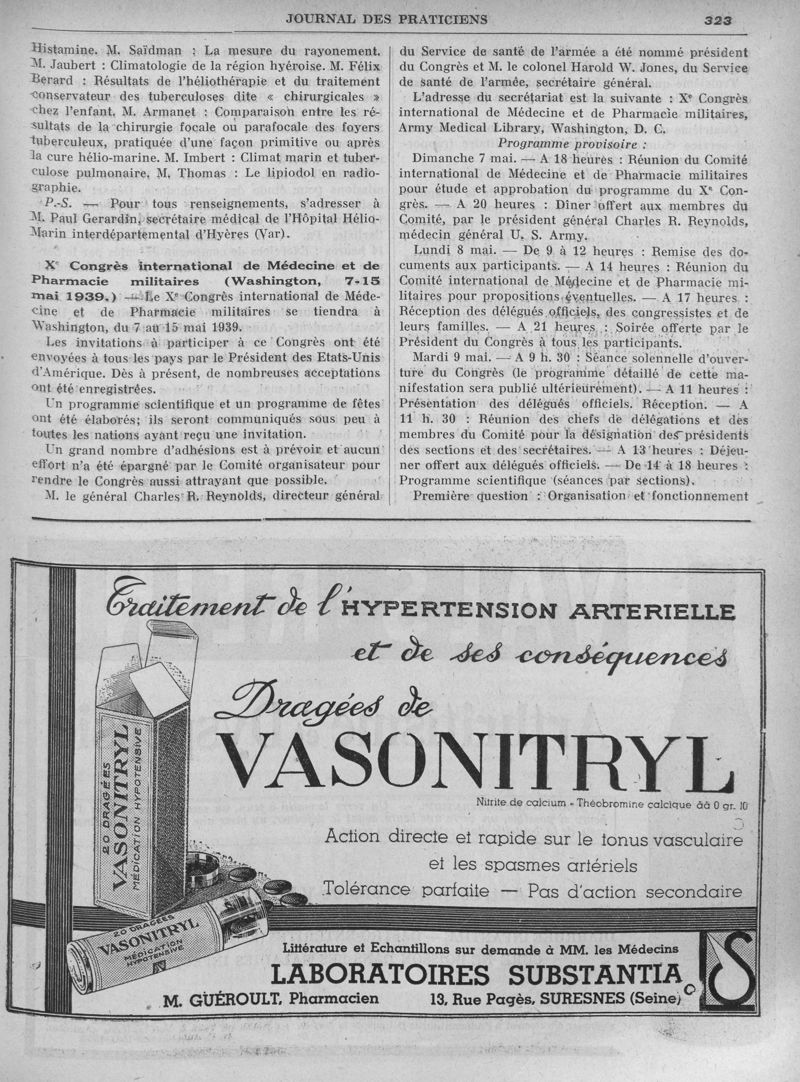 JOURNAL DES PRATICIENS 323
Histamine. M. Saïdman : La mesure du rayonnement.
M. Jaubert : Climatologie de la région hyéroise. M. Félix
Berard : Résultats de l'héliothérapie et du traitement
conservateur des tuberculoses dite « chirurgicales »
chez l'enfant. M. Armanet : Comparaison entre les ré-
sultats de la chirurgie focale ou parafocale des foyers
tuberculeux, pratiquée d'une façon primitive ou après
la cure hélio-marine. M. Imbert : Climat marin et tuber-
culose pulmonaire. M. Thomas : Le lipiodol en radio-
graphie.
P.-S. — Pour tous renseignements, s'adresser à
M. Paul Gerardin, secrétaire médical de l'Hôpital Hélio-
Marin interdépartemental d'Hyères (Var).
Xe Congrès international de Médecine et de
Pharmacie militaires (Washington, 7-15
mai 1939.) — Le Xe Congrès international de Méde-
cine et de Pharmacie militaires se tiendra à
Washington, du 7 au 15 mai 1939.
Les invitations à participer à ce Congrès ont été
envoyées à tous les pays par le Président des Etats-Unis
d'Amérique. Dès à présent, de nombreuses acceptations
ont été enregistrées.
Un programme scientifique et un programme de fêtes
ont été élaborés; ils seront communiqués sous peu à
toutes les nations ayant reçu une invitation.
Un grand nombre d'adhésions est à prévoir et aucun
effort n'a été épargné par le Comité organisateur pour
rendre le Congrès aussi attrayant que possible.
M. le général Charles R. Reynolds, directeur général
du Service de santé de l'armée a été nommé président
du Congrès et M. le colonel Harold W. Jones, du Service
de santé de l'armée, secrétaire général.
L'adresse du secrétariat est la suivante : Xe Congrès
international de Médecine et de Pharmacie militaires,
Army Medical Library, Washington, D. C.
Programme provisoire :
Dimanche 7 mai. — A 18 heures : Réunion du Comité
international de Médecine et de Pharmacie militaires
pour étude et approbation du programme du Xe Con-
grès. — A 20 heures : Dîner offert aux membres du
Comité, par le président général Charles R. Reynolds,
médecin général U. S. Army.
Lundi 8 mai. — De 9 à 12 heures : Remise des do-
cuments aux participants. — A 14 heures : Réunion du
Comité international de Médecine et de Pharmacie mi-
litaires pour propositions éventuelles. — A 17 heures :
Réception des délégués officiels, des congressistes et de
leurs familles. — A 21 heures : Soirée offerte par le
Président du Congrès à tous les participants.
Mardi 9 mai. — A 9 h. 30 : Séance solennelle d'ouver-
ture du Congrès (le programme détaillé de cette ma-
nifestation sera publié ultérieurement). — A 11 heures :
Présentation des délégués officiels. Réception. — A
11 h. 30 : Réunion des chefs de délégations et des
membres du Comité pour la désignation des présidents
des sections et des secrétaires. — A 13 heures : Déjeu-
ner offert aux délégués officiels. — De 14 à 18 heures :
Programme scientifique (séances par sections).
Première question : Organisation et fonctionnement
Traitement de l'HYPERTENSION ARTERIELLE
et de ses conséquences
Dragées de
VASONITRYL
Nitrite de calcium - Théobromine calcique ââ 0 gr. 10
Action directe et rapide sur le tonus vasculaire
et les spasmes artériels
Tolérance parfaite — Pas d'action secondaire
20 DRAGÉES
VASONITRYL
MÉDICATION HYPOTENSIVE
20 DRAGÉES
VASONITRYL
MÉDICATION
HYPOTENSIVE
Littérature et Echantillons sur demande à MM. les Médecins
LABORATOIRES SUBSTANTIA
M. GUÉROULT, Pharmacien 13, Rue Pagès, SURESNES (Seine)